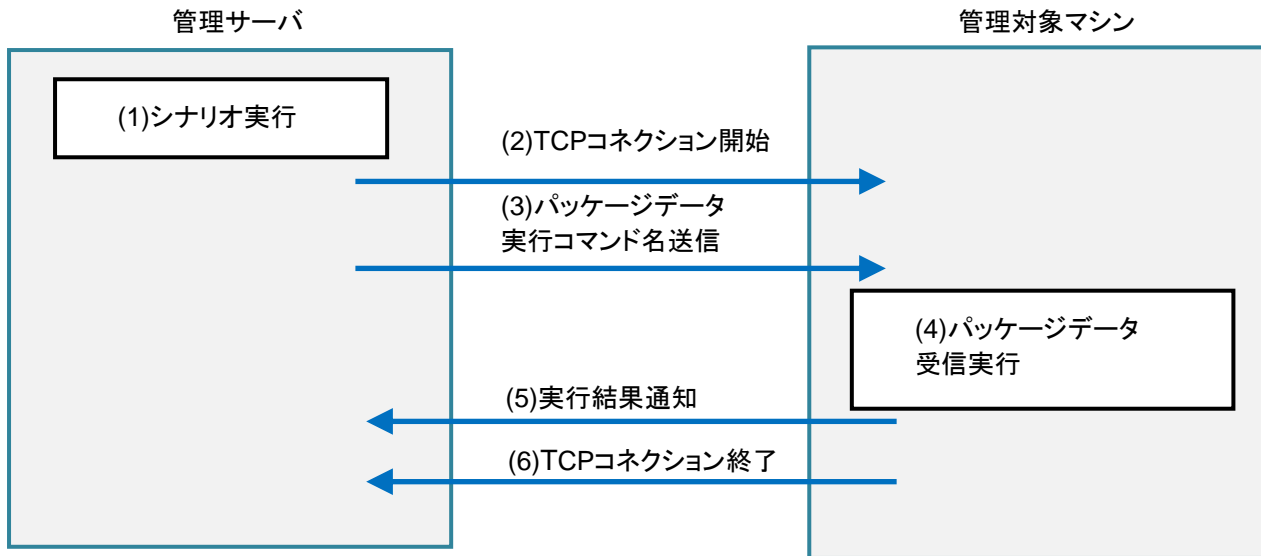 管理サーバ
管理対象マシン
(1)シナリオ実行
(2)TCPコネクション開始
(3)パッケージデータ
実行コマンド名送信
(4)パッケージデータ
受信実行
(5)実行結果通知
(6)TCPコネクション終了